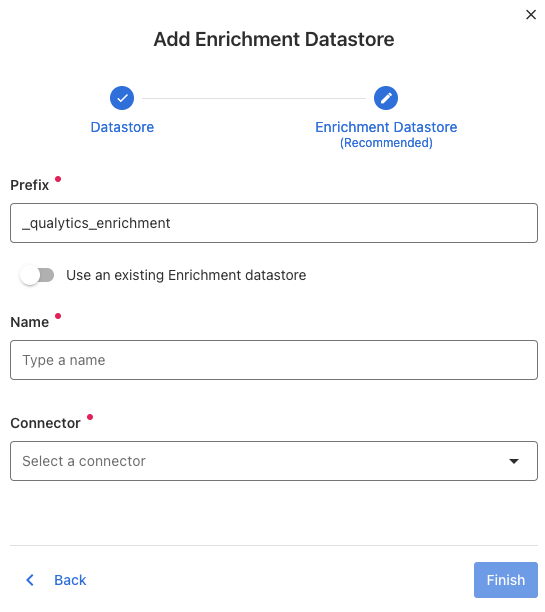 Add Enrichment Datastore
Datastore
Enrichment Datastore
(Recommended)
Prefix
_qualytics_enrichment
Use an existing Enrichment datastore
Name
Type a name
Connector
Select a connector
Back
Finish